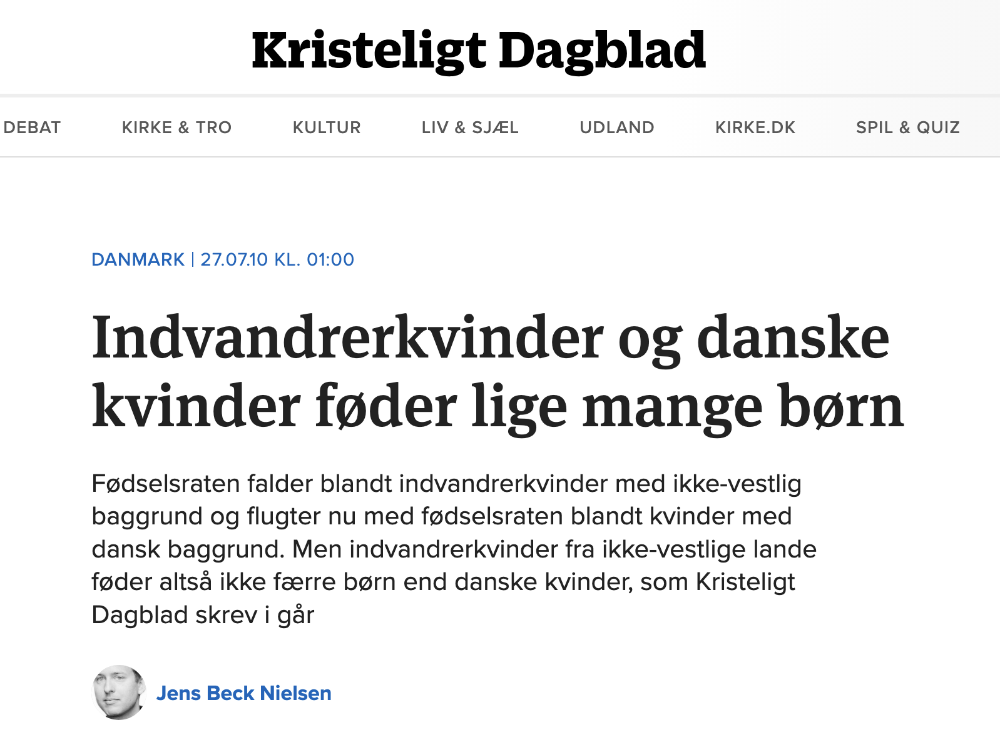 Kristeligt Dagblad
DEBAT KIRKE & TRO KULTUR LIV & SJÆL UDLAND KIRKE.DK SPIL & QUIZ
DANMARK | 27.07.10 KL. 01:00
Indvandrerkvinder og danske
kvinder føder lige mange børn
Fødselsraten falder blandt indvandrerkvinder med ikke-vestlig
baggrund og flugter nu med fødselsraten blandt kvinder med
dansk baggrund. Men indvandrerkvinder fra ikke-vestlige lande
føder altså ikke færre børn end danske kvinder, som Kristeligt
Dagblad skrev i går
Jens Beck Nielsen